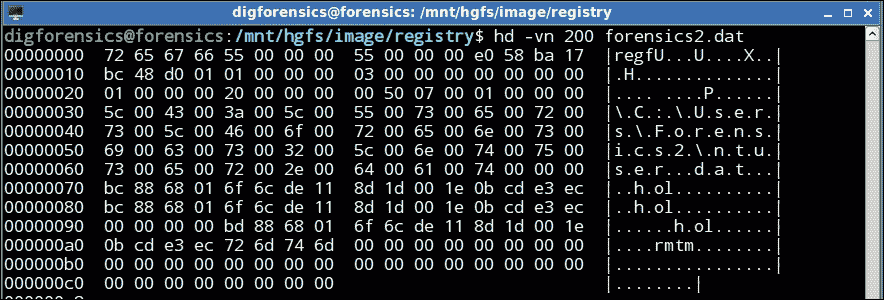 digforensics@forensics: /mnt/hgfs/image/registry
digforensics@forensics:/mnt/hgfs/image/registry$ hd -vn 200 forensics2.dat
00000000  72 65 67 66 55 00 00 00  55 00 00 00 e0 58 ba 17  |regfU...U....X..|
00000010  bc 48 d0 01 01 00 00 00  03 00 00 00 00 00 00 00  |.H..............|
00000020  01 00 00 00 20 00 00 00  00 50 07 00 01 00 00 00  |.... ....P......|
00000030  5c 00 43 00 3a 00 5c 00  55 00 73 00 65 00 72 00  |\.C.:.\.U.s.e.r.|
00000040  73 00 5c 00 46 00 6f 00  72 00 65 00 6e 00 73 00  |s.\.F.o.r.e.n.s.|
00000050  69 00 63 00 73 00 32 00  5c 00 6e 00 74 00 75 00  |i.c.s.2.\.n.t.u.|
00000060  73 00 65 00 72 00 2e 00  64 00 61 00 74 00 00 00  |s.e.r...d.a.t...|
00000070  bc 88 68 01 6f 6c de 11  8d 1d 00 1e 0b cd e3 ec  |..h.ol..........|
00000080  bc 88 68 01 6f 6c de 11  8d 1d 00 1e 0b cd e3 ec  |..h.ol..........|
00000090  00 00 00 00 bd 88 68 01  6f 6c de 11 8d 1d 00 1e  |......h.ol......|
000000a0  0b cd e3 ec 72 6d 74 6d  00 00 00 00 00 00 00 00  |....rmtm........|
000000b0  00 00 00 00 00 00 00 00  00 00 00 00 00 00 00 00  |................|
000000c0  00 00 00 00 00 00 00 00                           |........|